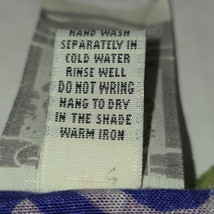 HAND WASH
SEPARATELY IN
COLD WATER
RINSE WELL
DO NOT WRING
HANG TO DRY
IN THE SHADE
WARM IRON
S